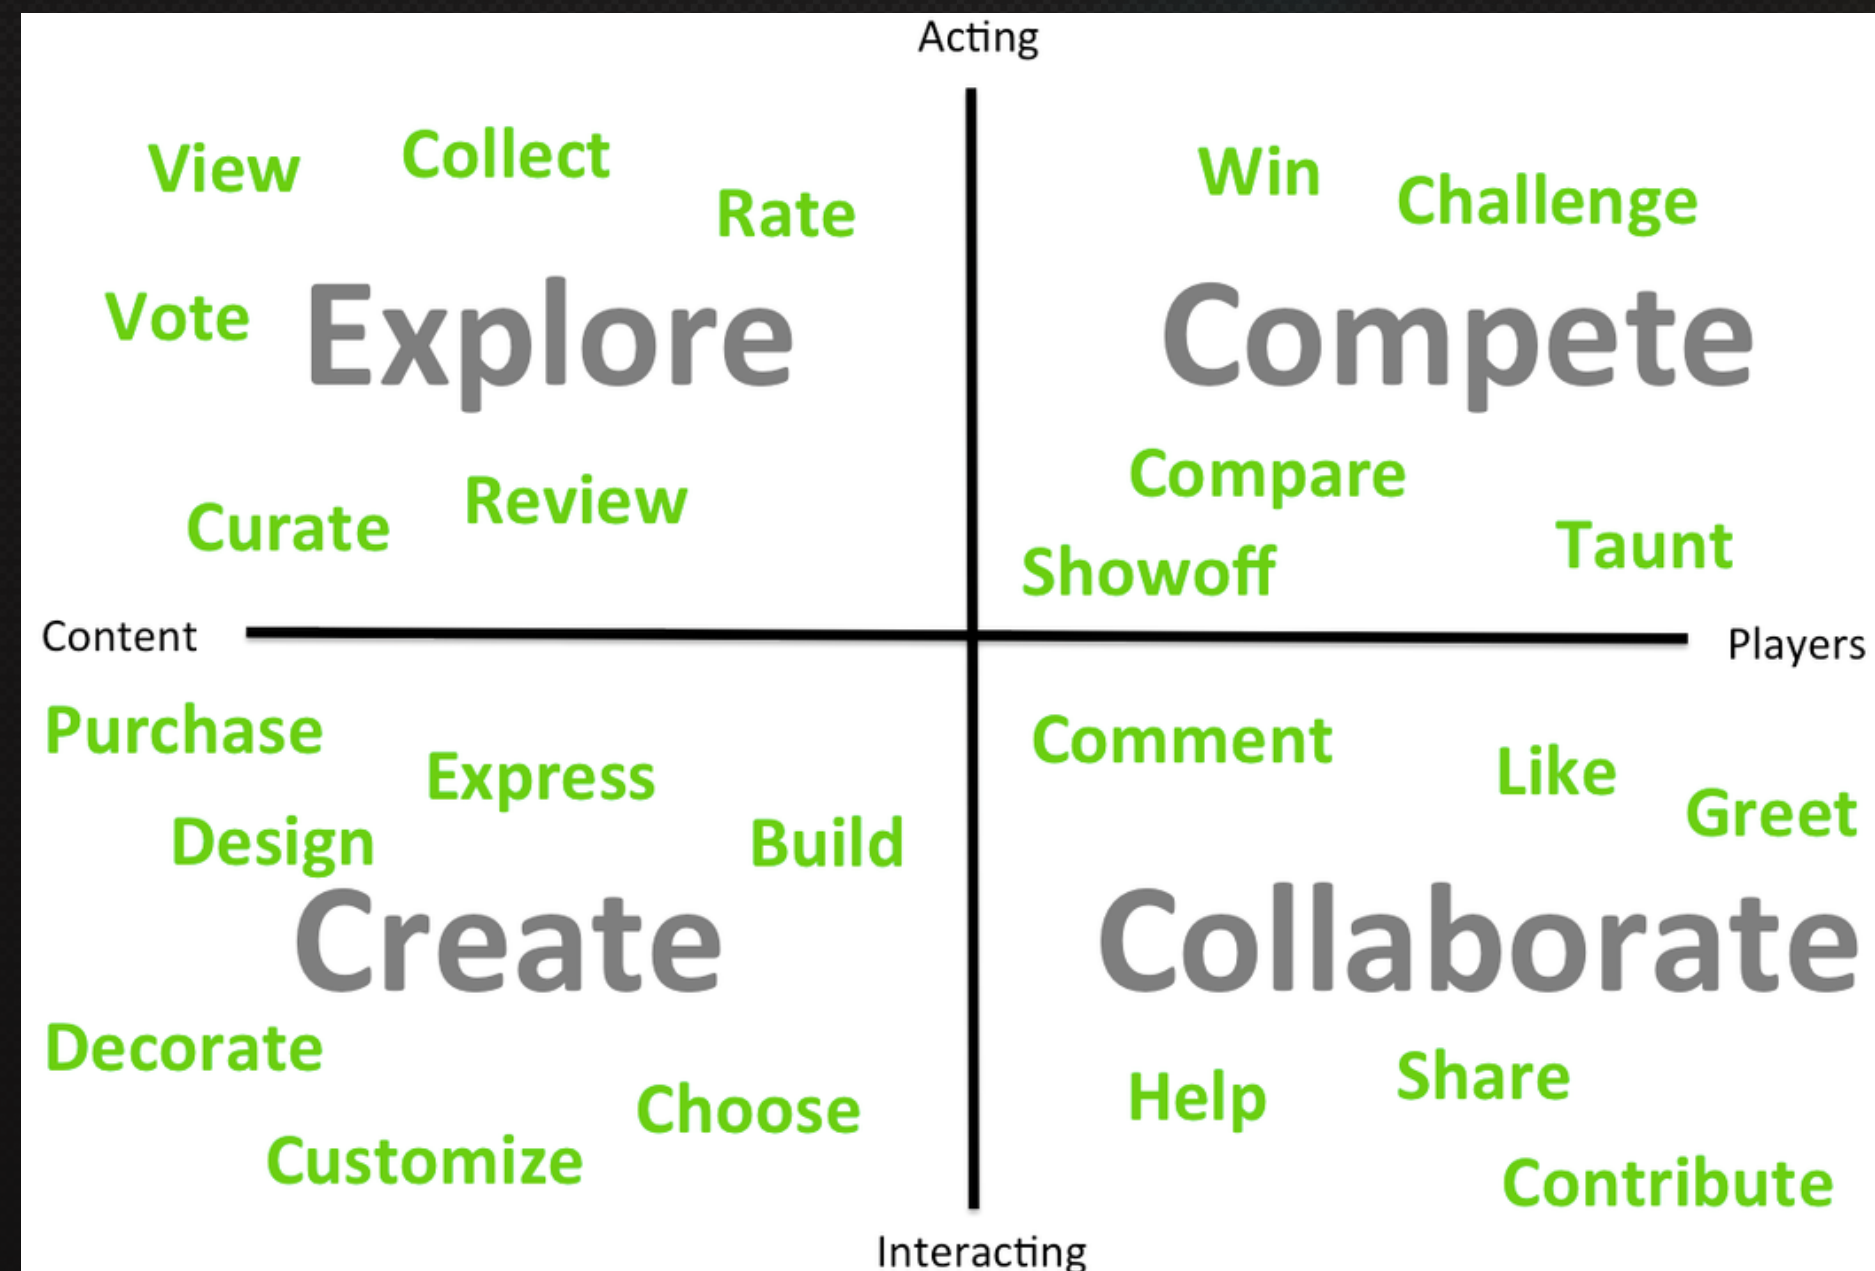 Acting
View
Collect
Rate
Vote
Explore
Curate
Review
Win
Challenge
Compete
Compare
Showoff
Taunt
Content
Players
Purchase
Express
Design
Build
Create
Decorate
Choose
Customize
Comment
Like
Greet
Collaborate
Help
Share
Contribute
Interacting